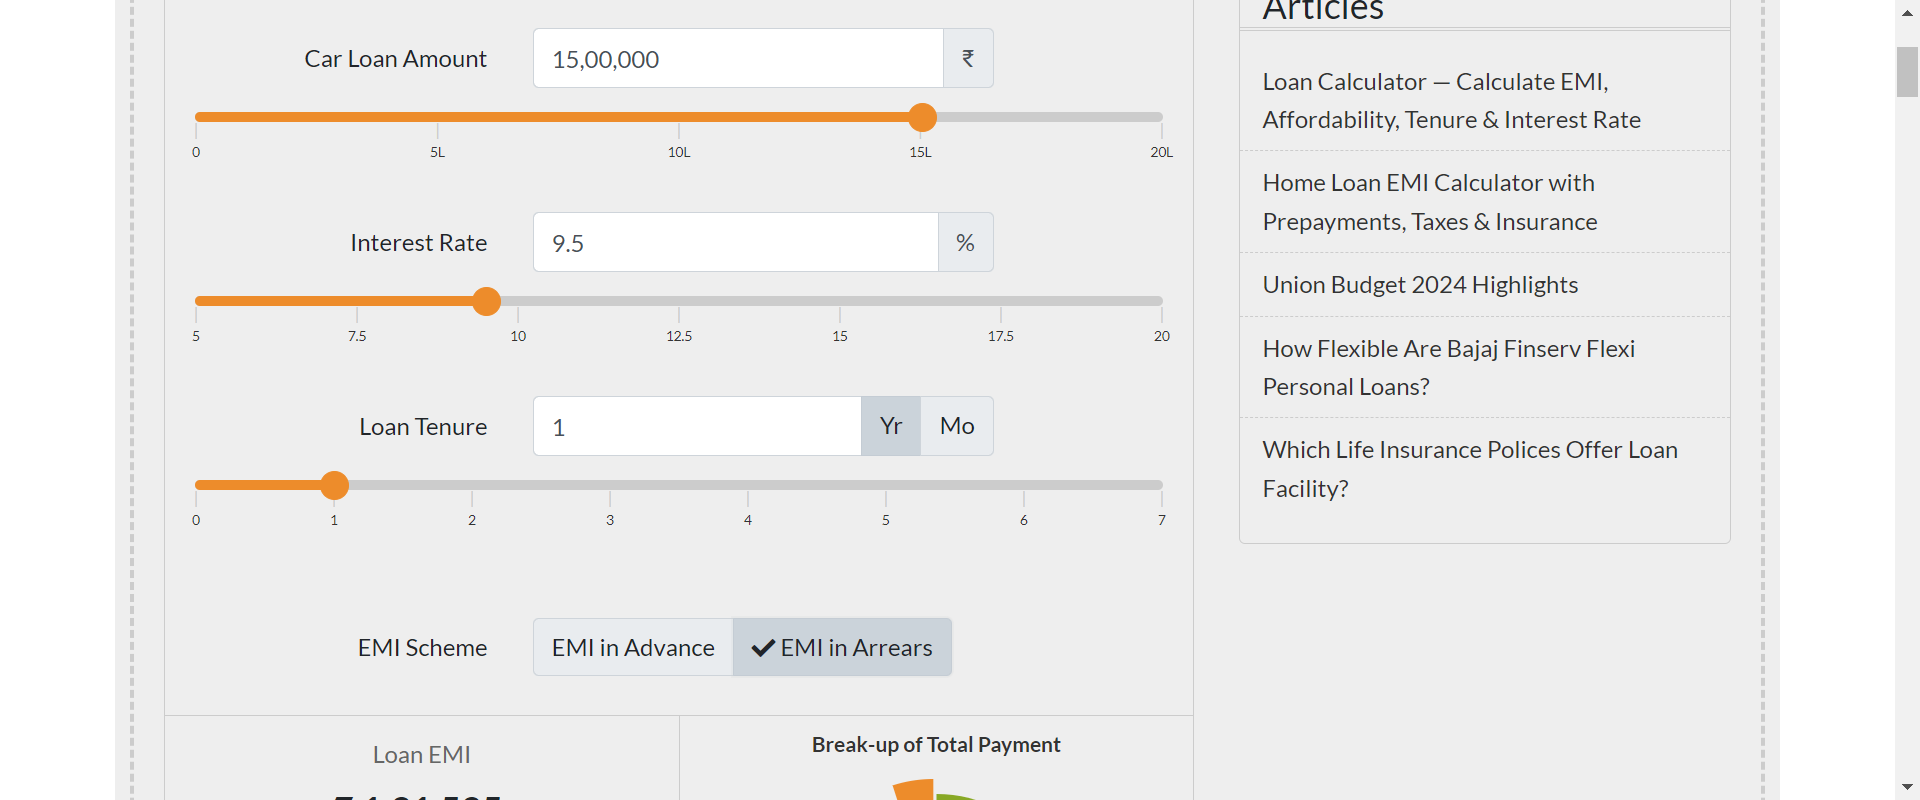 Articles
Car Loan Amount
15,00,000
₹
0 5L 10L 15L 20L
Interest Rate
9.5
%
5 7.5 10 12.5 15 17.5 20
Loan Tenure
1
Yr
Mo
0 1 2 3 4 5 6 7
EMI Scheme
EMI in Advance
EMI in Arrears
Loan EMI
Break-up of Total Payment
Loan Calculator — Calculate EMI,
Affordability, Tenure & Interest Rate
Home Loan EMI Calculator with
Prepayments, Taxes & Insurance
Union Budget 2024 Highlights
How Flexible Are Bajaj Finserv Flexi
Personal Loans?
Which Life Insurance Polices Offer Loan
Facility?